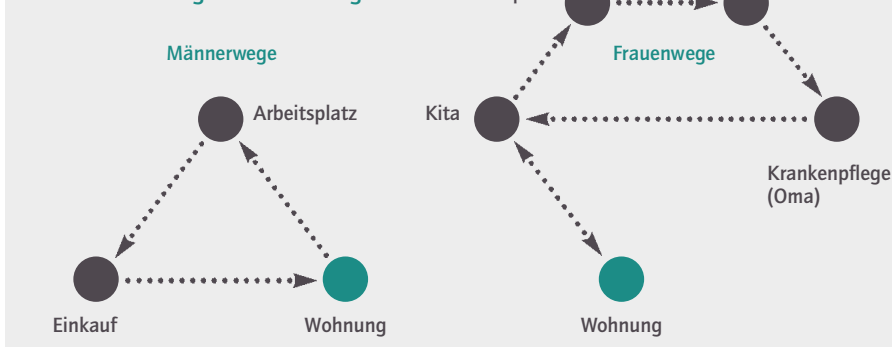 Männerwege
Frauenwege
Arbeitsplatz
Kita
Krankenpflege
(Oma)
Einkauf
Wohnung
Wohnung